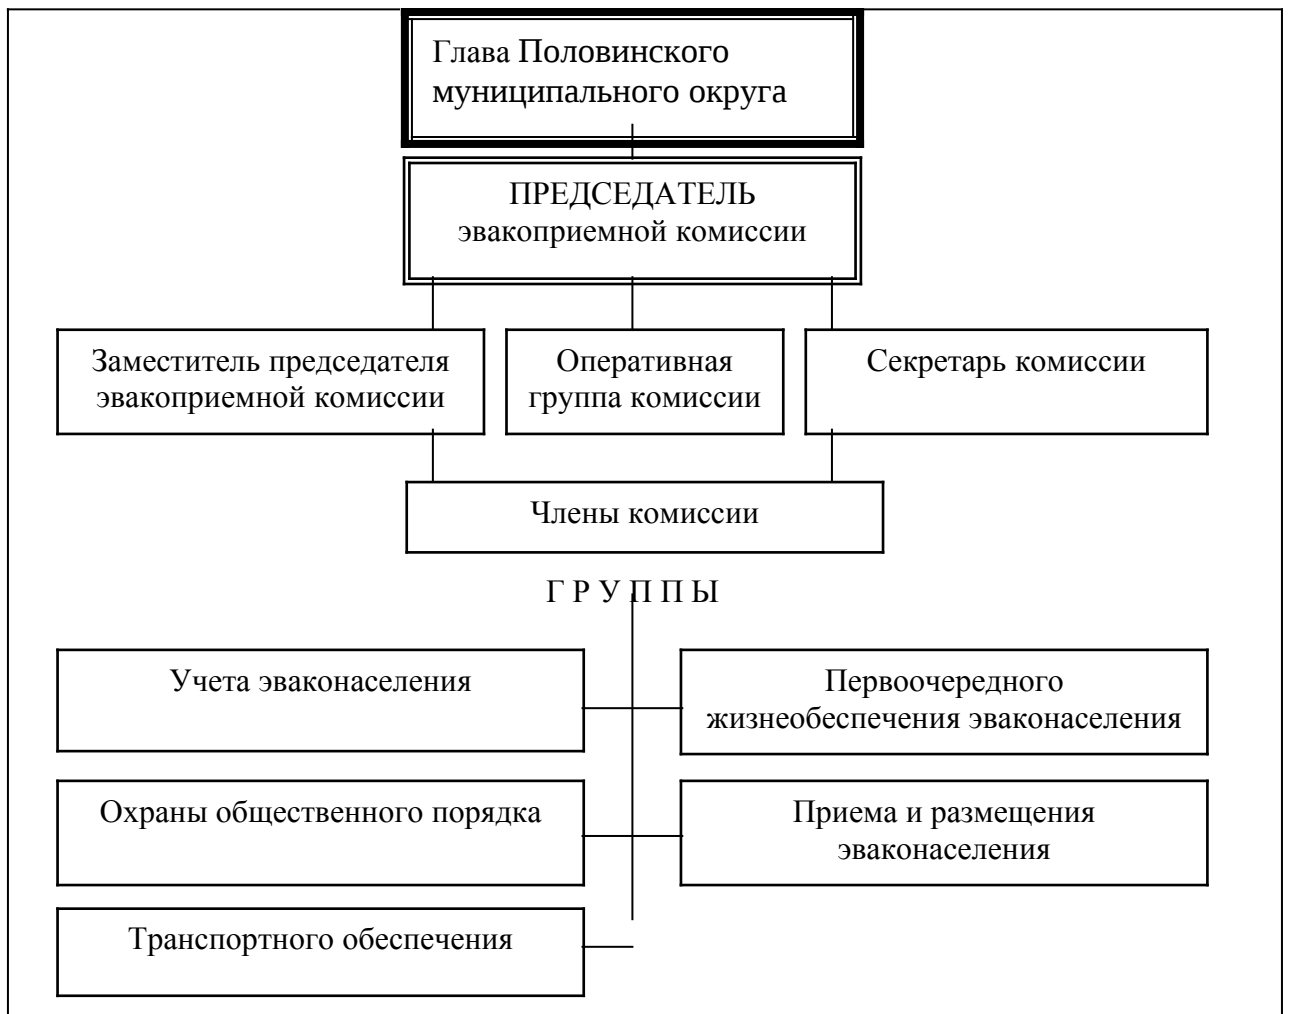 Глава Половинского
муниципального округа
ПРЕДСЕДАТЕЛЬ
эвакоприемной комиссии
Заместитель председателя
эвакоприемной комиссии
Оперативная
группа комиссии
Секретарь комиссии
Члены комиссии
Г Р У П П Ы
Учета эваконаселения
Первоочередного
жизнеобеспечения эваконаселения
Охраны общественного порядка
Приема и размещения
эваконаселения
Транспортного обеспечения